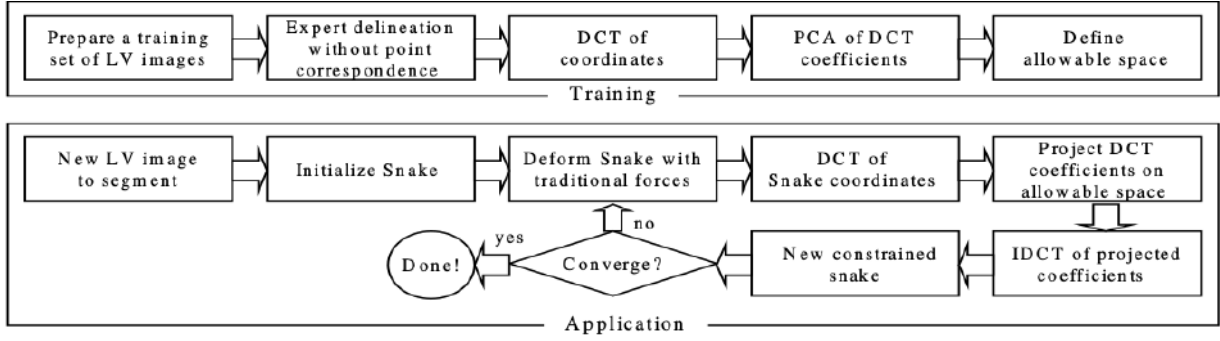 Prepare a training
set of LV images
Expert delineation
without point
correspondence
DCT of
coordinates
PCA of DCT
coefficients
Define
allowable space
Training
New LV image
to segment
Initialize Snake
Deform Snake with
traditional forces
DCT of
Snake coordinates
Project DCT
coefficients on
allowable space
IDCT of projected
coefficients
New constrained
snake
Converge?
no
yes
Done!
Application